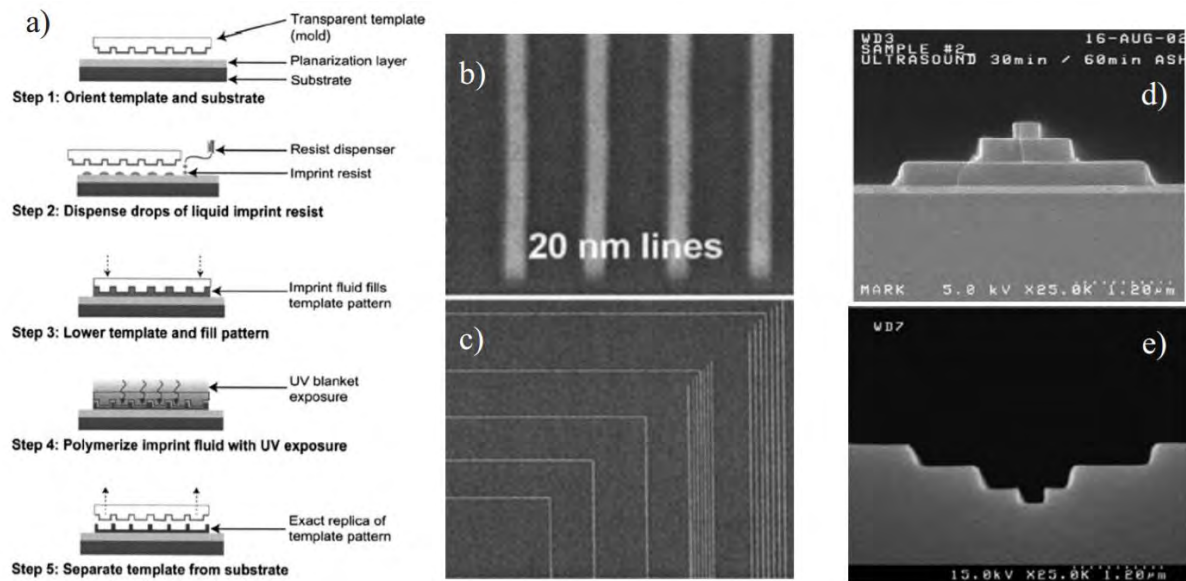 a)
Transparent template
(mold)
Planarization layer
Substrate
Step 1: Orient template and substrate
Resist dispenser
Imprint resist
Step 2: Dispense drops of liquid imprint resist
Imprint fluid fills
template pattern
Step 3: Lower template and fill pattern
UV blanket
exposure
Step 4: Polymerize imprint fluid with UV exposure
Exact replica of
template pattern
Step 5: Separate template from substrate
b)
20 nm lines
c)
WD3 16-AUG-02
SAMPLE #2
ULTRASOUND 30min / 60min ASH
d)
MARK 5.0 kV X25.0K 1.20µm
WD7
e)
15.0kV X25.0K 1.20µm